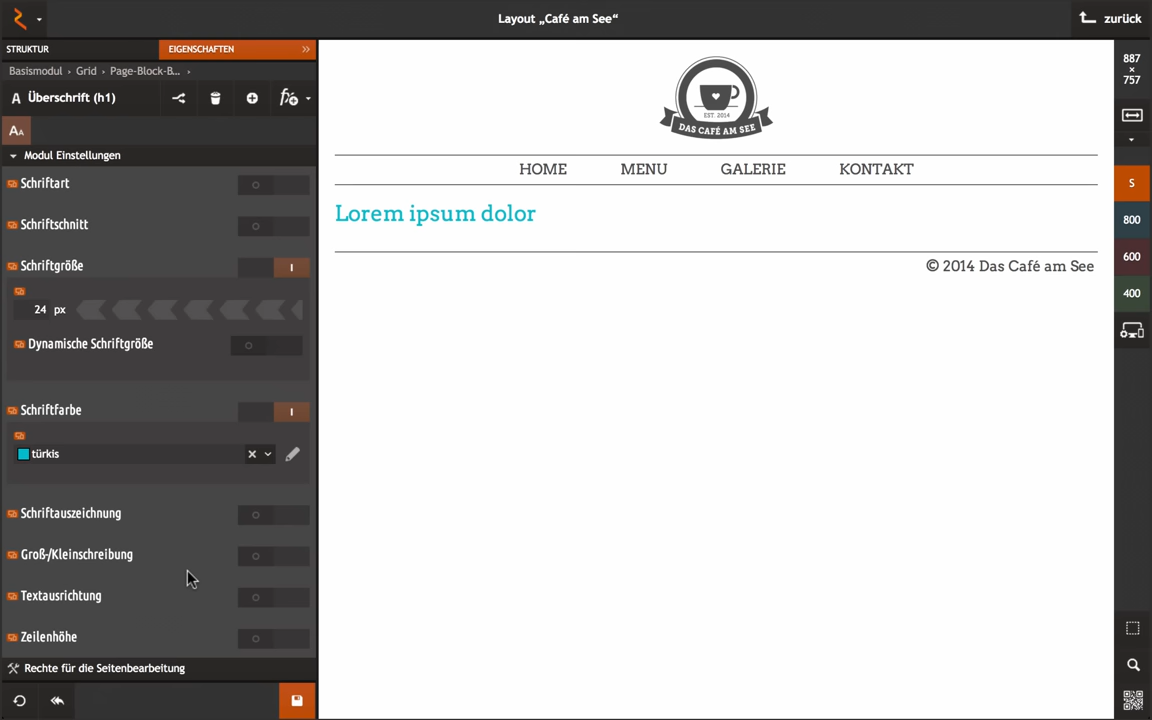 Layout „Café am See“
zurück
STRUKTUR
EIGENSCHAFTEN »
Basismodul › Grid › Page-Block-B... ›
A Überschrift (h1)
fx
AA
Modul Einstellungen
Schriftart
Schriftschnitt
Schriftgröße
24 px
Dynamische Schriftgröße
Schriftfarbe
türkis
Schriftauszeichnung
Groß-/Kleinschreibung
Textausrichtung
Zeilenhöhe
Rechte für die Seitenbearbeitung
EST. 2014
DAS CAFÉ AM SEE
HOME MENU GALERIE KONTAKT
Lorem ipsum dolor
© 2014 Das Café am See
887
×
757
S
800
600
400